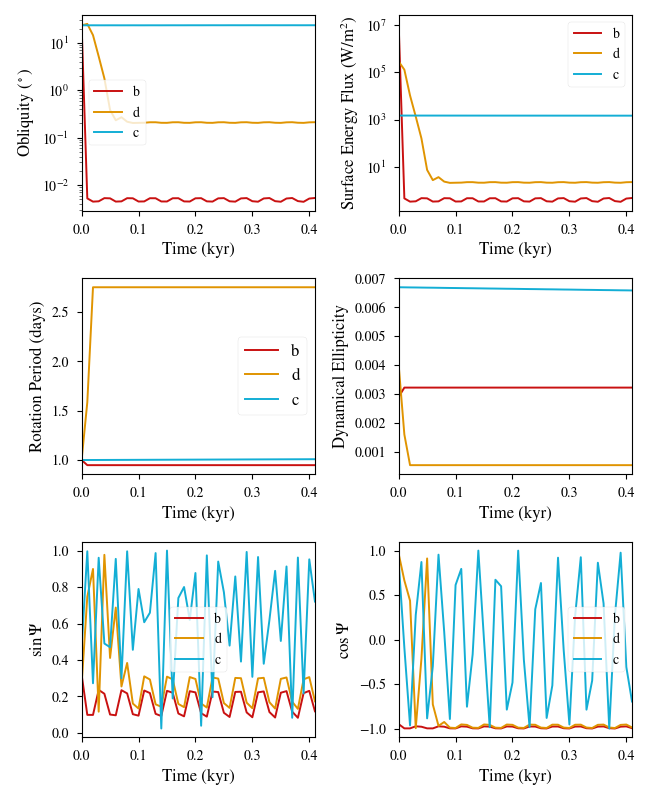 Obliquity (°)
10¹
10⁰
10⁻¹
10⁻²
b
d
c
0.0 0.1 0.2 0.3 0.4
Time (kyr)
Surface Energy Flux (W/m²)
10⁷
10⁵
10³
10¹
b
d
c
0.0 0.1 0.2 0.3 0.4
Time (kyr)
Rotation Period (days)
2.5
2.0
1.5
1.0
b
d
c
0.0 0.1 0.2 0.3 0.4
Time (kyr)
Dynamical Ellipticity
0.007
0.006
0.005
0.004
0.003
0.002
0.001
0.0 0.1 0.2 0.3 0.4
Time (kyr)
sinΨ
1.0
0.8
0.6
0.4
0.2
0.0
b
d
c
0.0 0.1 0.2 0.3 0.4
Time (kyr)
cosΨ
1.0
0.5
0.0
−0.5
−1.0
b
d
c
0.0 0.1 0.2 0.3 0.4
Time (kyr)